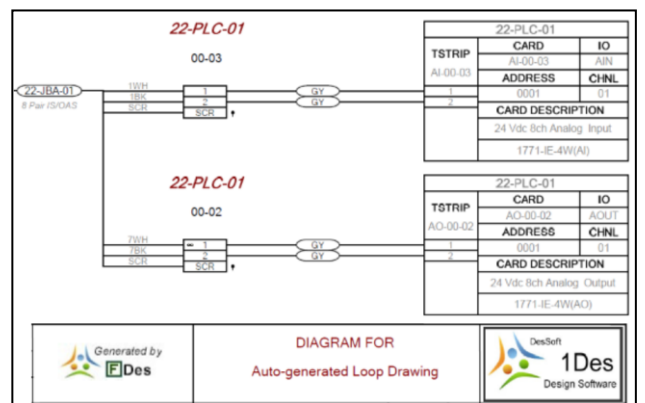 22-PLC-01
00-03
22-JBA-01
8 Pair IS/OAS
1WH
1BK
SCR
1
2
SCR
GY
GY
22-PLC-01
TSTRIP
CARD
IO
AI-00-03
AI-00-03
AIN
ADDRESS
CHNL
1
0001
01
2
CARD DESCRIPTION
24 Vdc 8ch Analog Input
1771-IE-4W(AI)
22-PLC-01
00-02
7WH
7BK
SCR
1
2
SCR
GY
GY
22-PLC-01
TSTRIP
CARD
IO
AO-00-02
AO-00-02
AOUT
ADDRESS
CHNL
1
0001
01
2
CARD DESCRIPTION
24 Vdc 8ch Analog Output
1771-IE-4W(AO)
Generated by
FDes
DIAGRAM FOR
Auto-generated Loop Drawing
DesSoft
1Des
Design Software